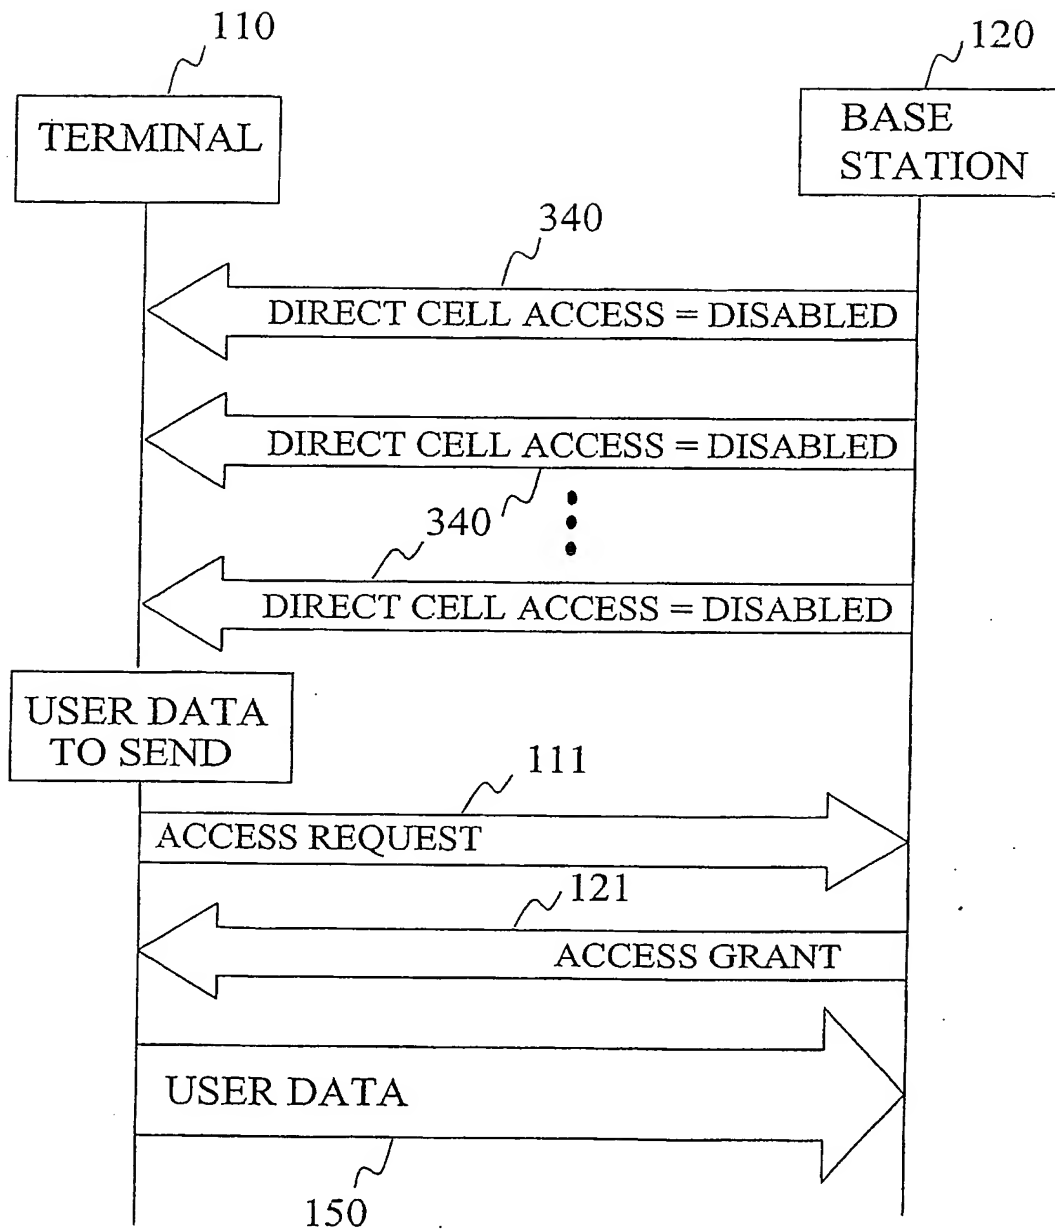 110
120
TERMINAL
BASE
STATION
340
DIRECT CELL ACCESS = DISABLED
DIRECT CELL ACCESS = DISABLED
340
DIRECT CELL ACCESS = DISABLED
USER DATA
TO SEND
111
ACCESS REQUEST
121
ACCESS GRANT
USER DATA
150